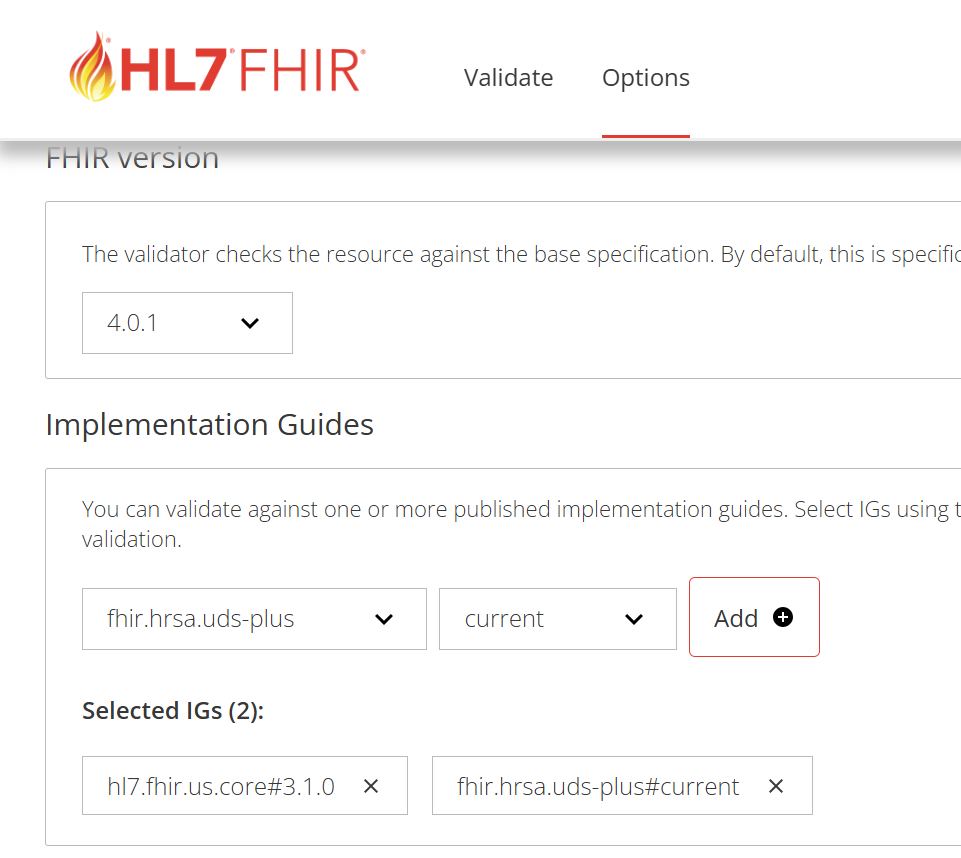 HL7® FHIR®
Validate
Options
FHIR version
The validator checks the resource against the base specification. By default, this is
4.0.1
Implementation Guides
You can validate against one or more published implementation guides. Select IGs using
validation.
fhir.hrsa.uds-plus
current
Add
Selected IGs (2):
hl7.fhir.us.core#3.1.0
fhir.hrsa.uds-plus#current